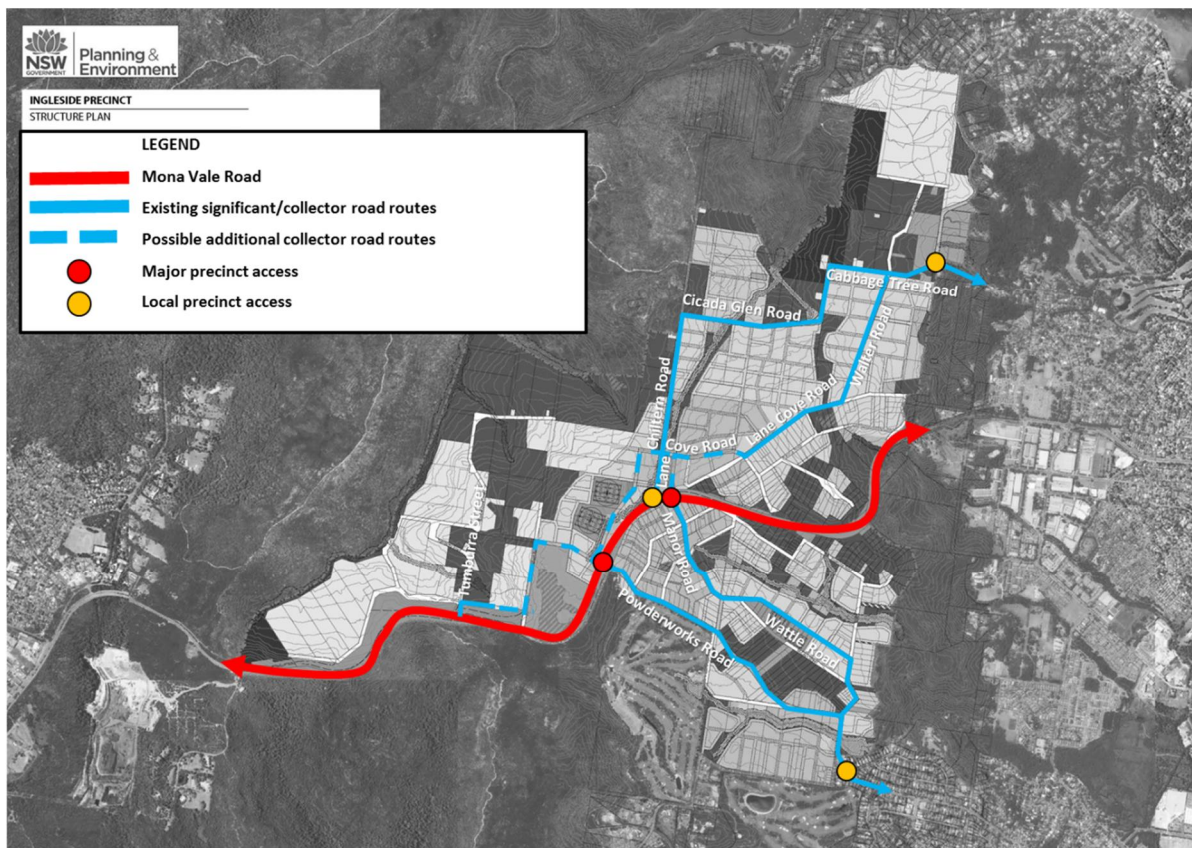 NSW
GOVERNMENT
Planning &
Environment
INGLESIDE PRECINCT
STRUCTURE PLAN
LEGEND
Mona Vale Road
Existing significant/collector road routes
Possible additional collector road routes
Major precinct access
Local precinct access
Cabbage Tree Road
Cicada Glen Road
Walter Road
Chiltern Road
Lane Cove Road
Lane Cove Road
Tumburra Street
Manor Road
Powderworks Road
Wattle Road